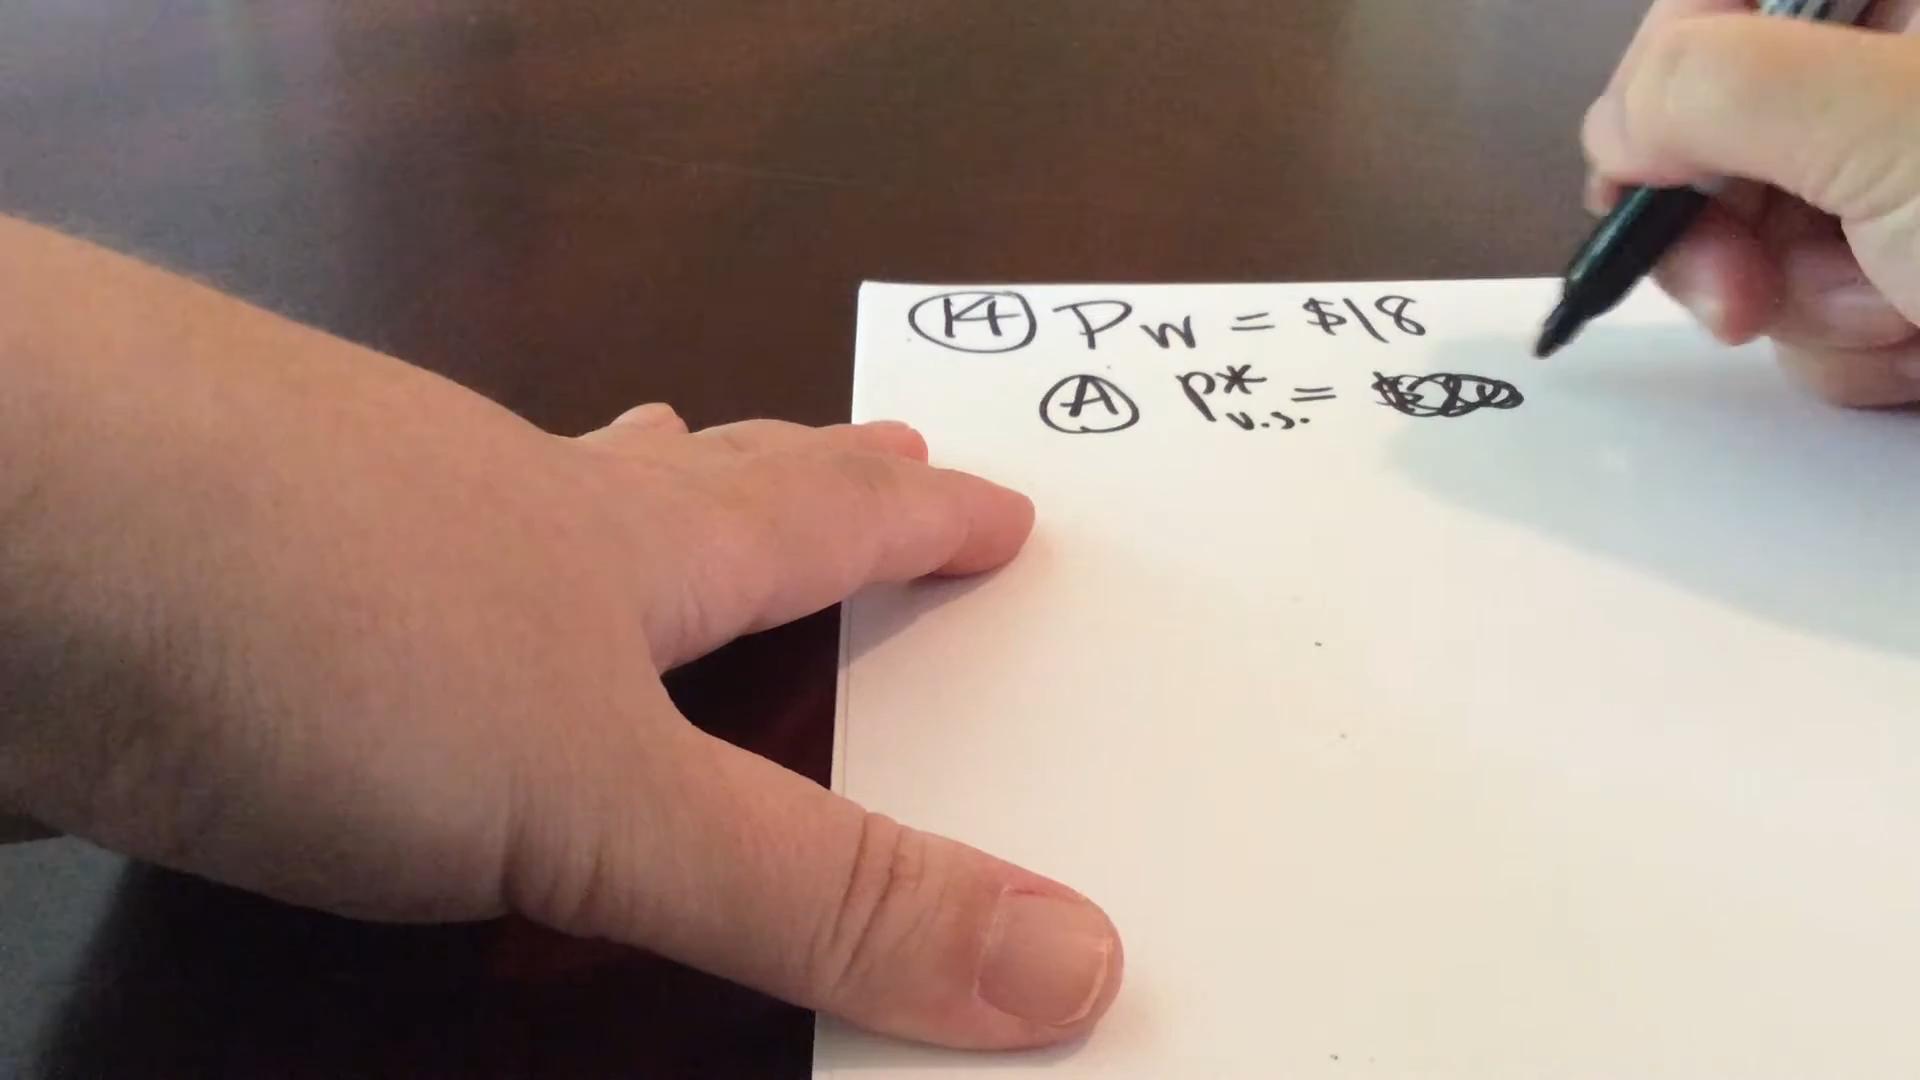 14 Pw = $18
A P* u.s. =